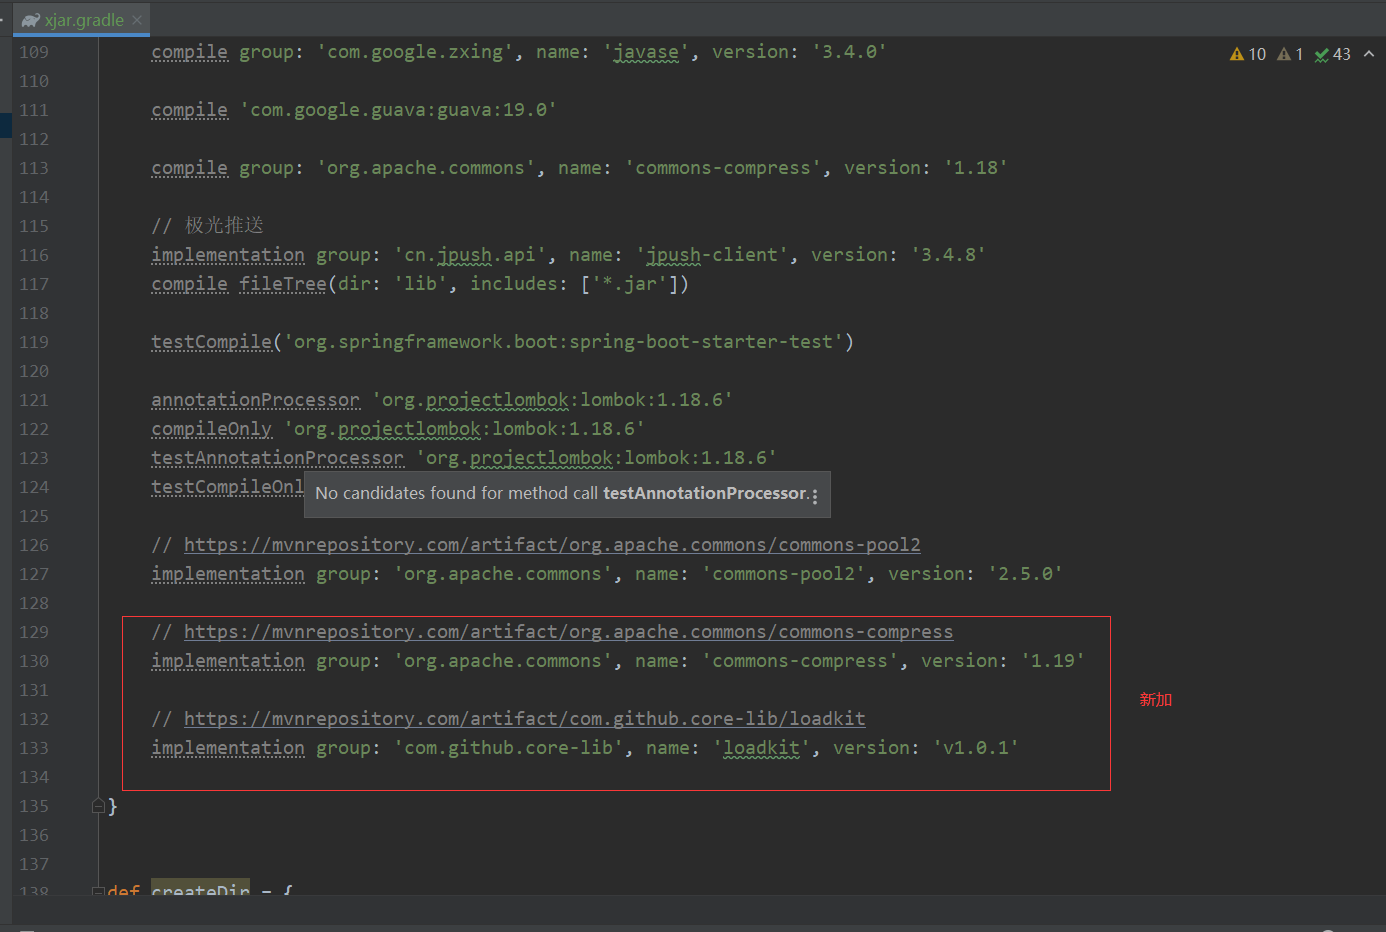 xjar.gradle
109 compile group: 'com.google.zxing', name: 'javase', version: '3.4.0'
10 1 43
110
111 compile 'com.google.guava:guava:19.0'
112
113 compile group: 'org.apache.commons', name: 'commons-compress', version: '1.18'
114
115 // 极光推送
116 implementation group: 'cn.jpush.api', name: 'jpush-client', version: '3.4.8'
117 compile fileTree(dir: 'lib', includes: ['*.jar'])
118
119 testCompile('org.springframework.boot:spring-boot-starter-test')
120
121 annotationProcessor 'org.projectlombok:lombok:1.18.6'
122 compileOnly 'org.projectlombok:lombok:1.18.6'
123 testAnnotationProcessor 'org.projectlombok:lombok:1.18.6'
124 testCompileOnl
No candidates found for method call testAnnotationProcessor.
125
126 // https://mvnrepository.com/artifact/org.apache.commons/commons-pool2
127 implementation group: 'org.apache.commons', name: 'commons-pool2', version: '2.5.0'
128
129 // https://mvnrepository.com/artifact/org.apache.commons/commons-compress
130 implementation group: 'org.apache.commons', name: 'commons-compress', version: '1.19'
131
新加
132 // https://mvnrepository.com/artifact/com.github.core-lib/loadkit
133 implementation group: 'com.github.core-lib', name: 'loadkit', version: 'v1.0.1'
134
135 }
136
137
138 def createDir = {